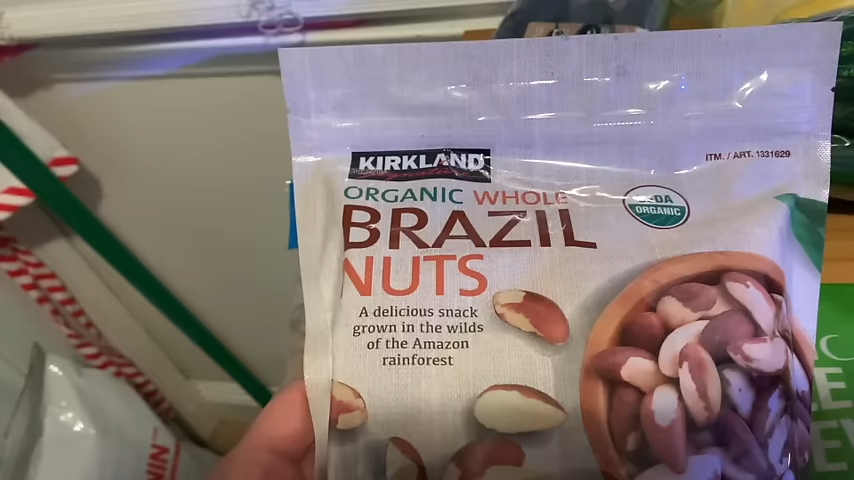 KIRKLAND
ITM. / ART. 1331629
ORGANIC WHOLE
BRAZIL
NUTS
USDA
ORGANIC
A delicious snack
grown in the wilds
of the Amazon
rainforest